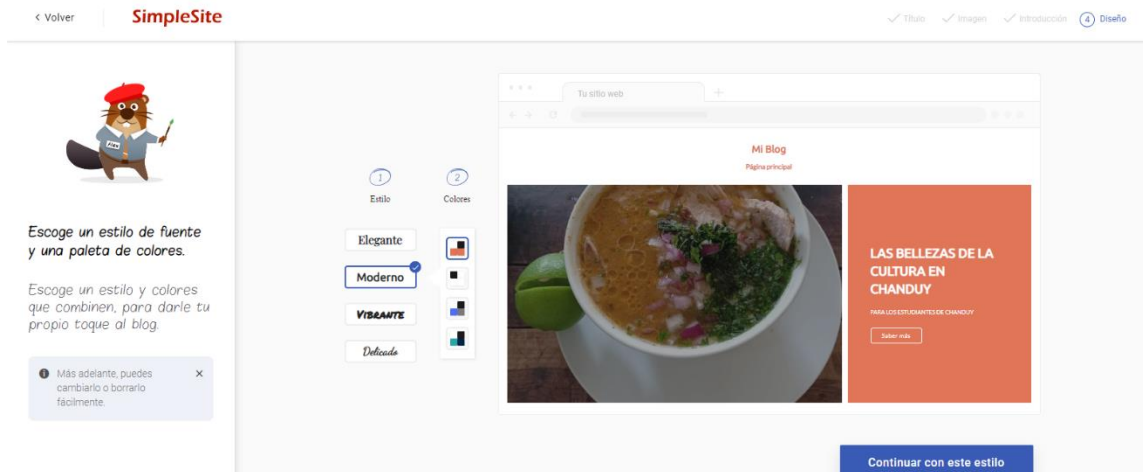 Volver
SimpleSite
Título
Imagen
Introducción
4 Diseño
Escoge un estilo de fuente
y una paleta de colores.
Escoge un estilo y colores
que combinen, para darle tu
propio toque al blog.
Más adelante, puedes
cambiarlo o borrarlo
fácilmente.
1
Estilo
Elegante
Moderno
VIBRANTE
Delicado
2
Colores
Tu sitio web
Mi Blog
Página principal
LAS BELLEZAS DE LA
CULTURA EN
CHANDUY
PARA LOS ESTUDIANTES DE CHANDUY
Saber más
Continuar con este estilo